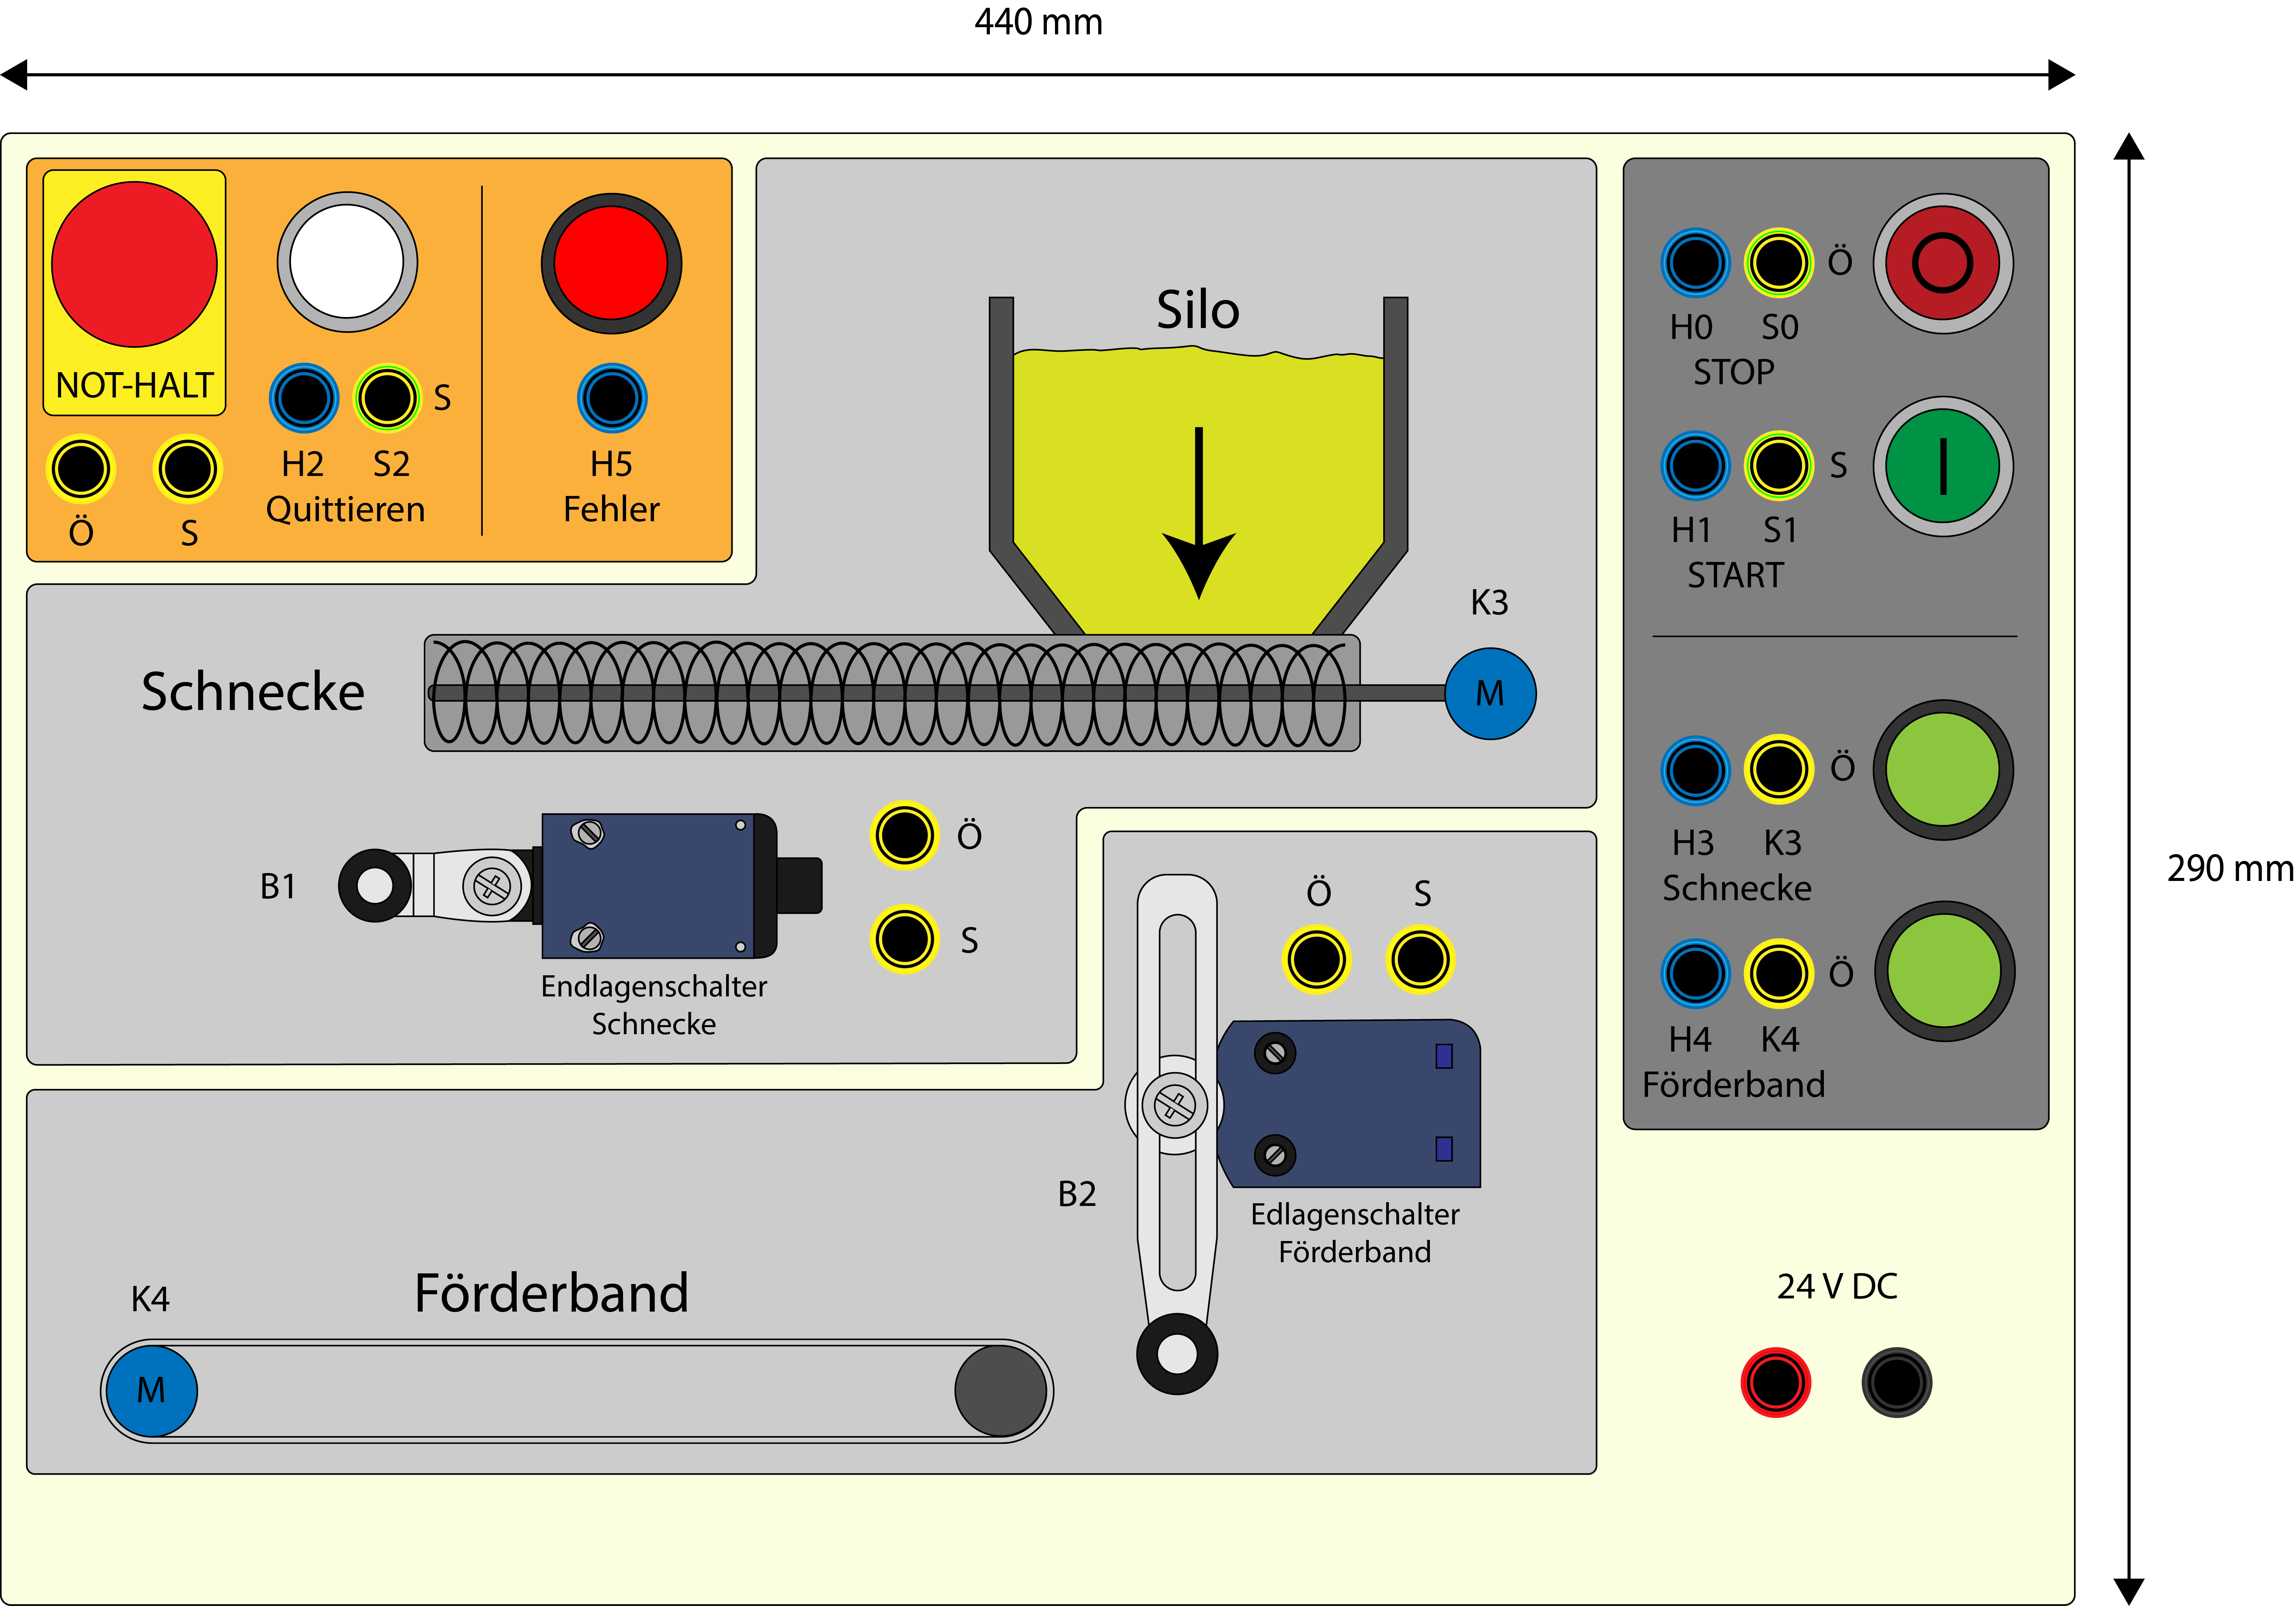 440 mm
290 mm
NOT-HALT
Ö
S
H2
S2
S
Quittieren
H5
Fehler
Silo
K3
M
Schnecke
B1
Ö
S
Endlagenschalter
Schnecke
Ö
S
B2
Edlagenschalter
Förderband
K4
Förderband
M
Ö
H0
S0
STOP
S
H1
S1
START
Ö
H3
K3
Schnecke
Ö
H4
K4
Förderband
24 V DC